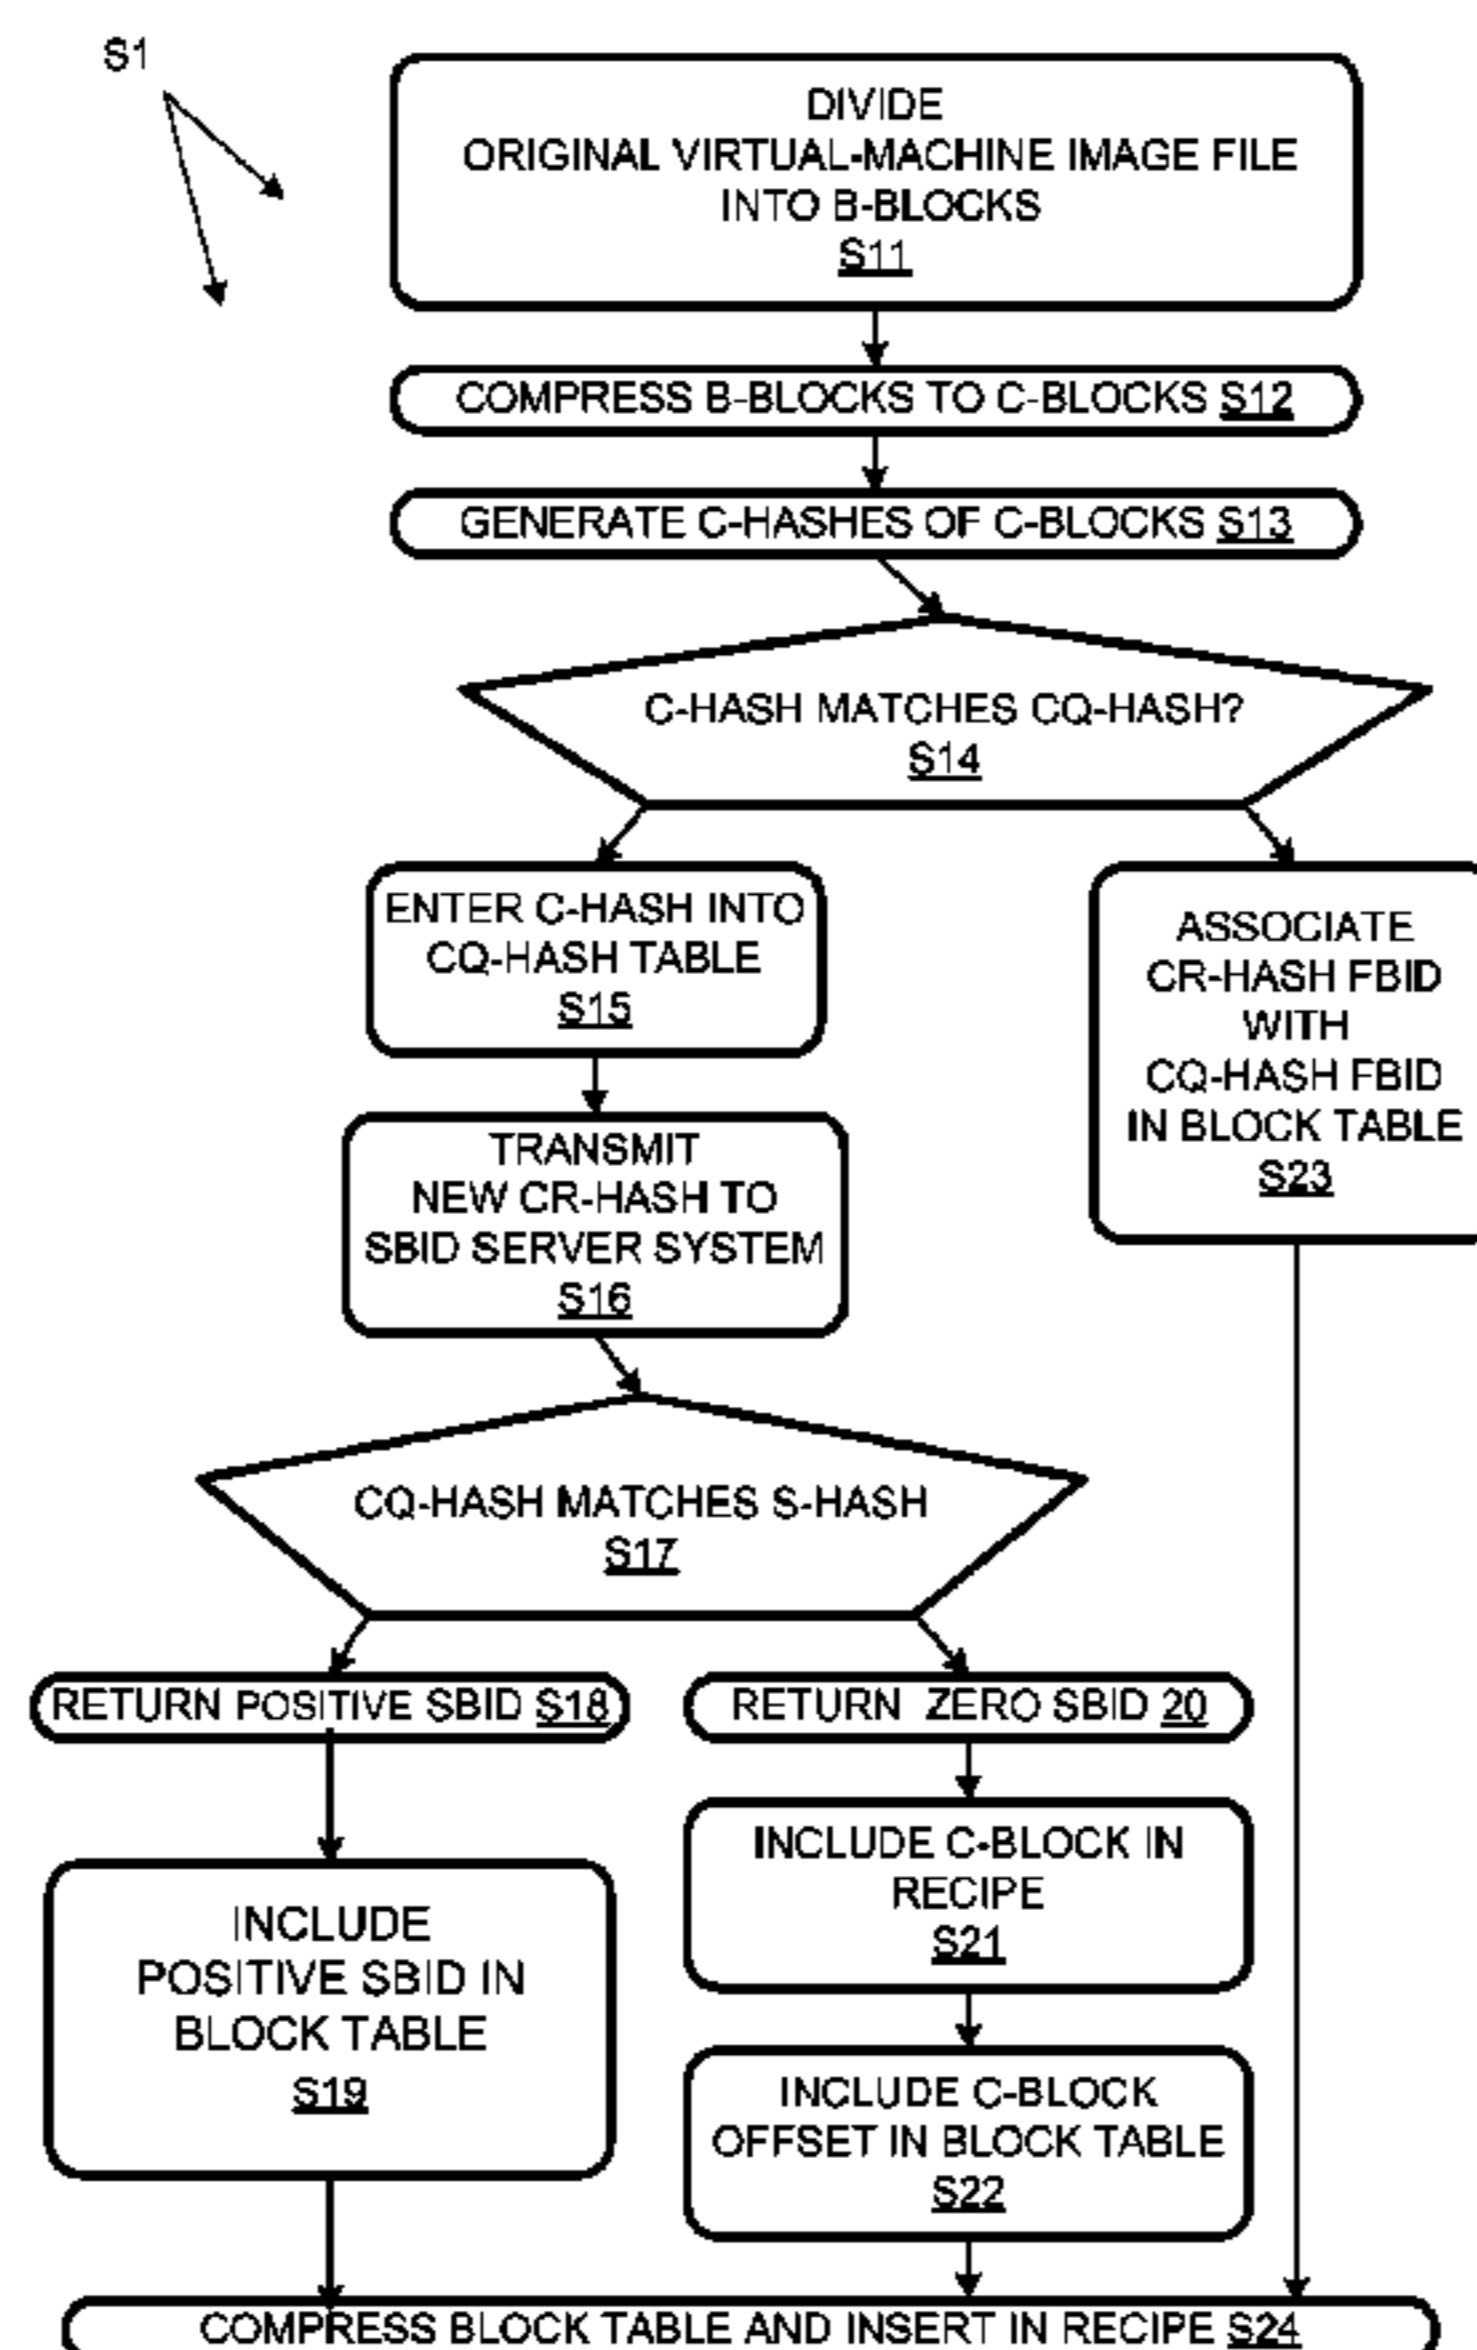 S1
DIVIDE
ORIGINAL VIRTUAL-MACHINE IMAGE FILE
INTO B-BLOCKS
S11
COMPRESS B-BLOCKS TO C-BLOCKS S12
GENERATE C-HASHES OF C-BLOCKS S13
C-HASH MATCHES CQ-HASH?
S14
ENTER C-HASH INTO
CQ-HASH TABLE
S15
ASSOCIATE
CR-HASH FBID
WITH
CQ-HASH FBID
IN BLOCK TABLE
S23
TRANSMIT
NEW CR-HASH TO
SBID SERVER SYSTEM
S16
CQ-HASH MATCHES S-HASH
S17
RETURN POSITIVE SBID S18
RETURN ZERO SBID 20
INCLUDE
POSITIVE SBID IN
BLOCK TABLE
S19
INCLUDE C-BLOCK IN
RECIPE
S21
INCLUDE C-BLOCK
OFFSET IN BLOCK TABLE
S22
COMPRESS BLOCK TABLE AND INSERT IN RECIPE S24